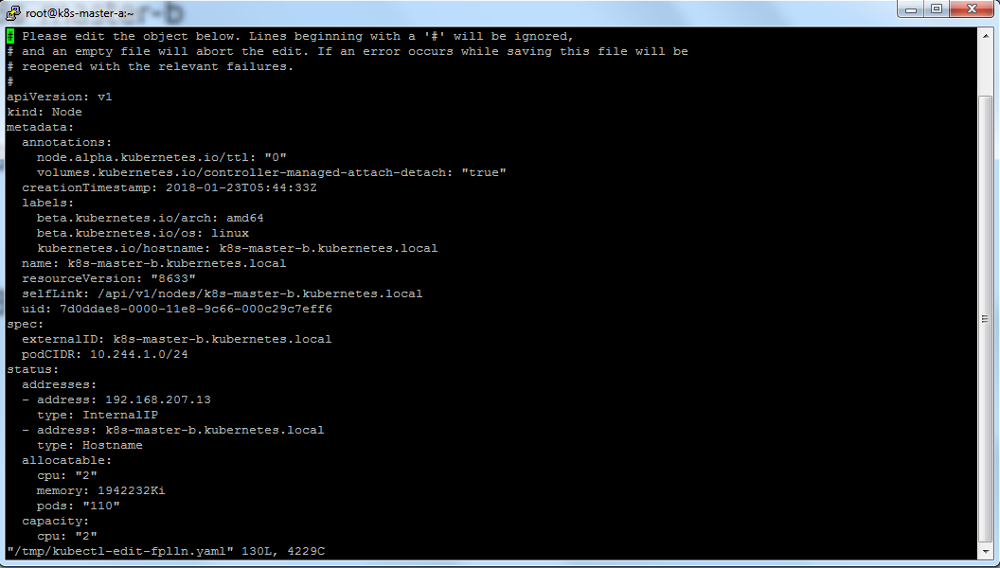 root@k8s-master-a:~
# Please edit the object below. Lines beginning with a '#' will be ignored,
# and an empty file will abort the edit. If an error occurs while saving this file will be
# reopened with the relevant failures.
#
apiVersion: v1
kind: Node
metadata:
  annotations:
    node.alpha.kubernetes.io/ttl: "0"
    volumes.kubernetes.io/controller-managed-attach-detach: "true"
  creationTimestamp: 2018-01-23T05:44:33Z
  labels:
    beta.kubernetes.io/arch: amd64
    beta.kubernetes.io/os: linux
    kubernetes.io/hostname: k8s-master-b.kubernetes.local
  name: k8s-master-b.kubernetes.local
  resourceVersion: "8633"
  selfLink: /api/v1/nodes/k8s-master-b.kubernetes.local
  uid: 7d0ddae8-0000-11e8-9c66-000c29c7eff6
spec:
  externalID: k8s-master-b.kubernetes.local
  podCIDR: 10.244.1.0/24
status:
  addresses:
  - address: 192.168.207.13
    type: InternalIP
  - address: k8s-master-b.kubernetes.local
    type: Hostname
  allocatable:
    cpu: "2"
    memory: 1942232Ki
    pods: "110"
  capacity:
    cpu: "2"
"/tmp/kubectl-edit-fplln.yaml" 130L, 4229C